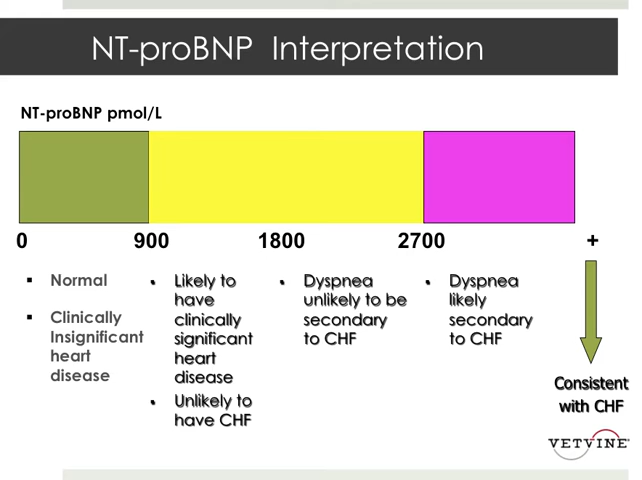 NT-proBNP Interpretation
NT-proBNP pmol/L
0
900
1800
2700
+
Normal
Clinically
Insignificant
heart
disease
Likely to
have
clinically
significant
heart
disease
Unlikely to
have CHF
Dyspnea
unlikely to be
secondary
to CHF
Dyspnea
likely
secondary
to CHF
Consistent
with CHF
VETVINE